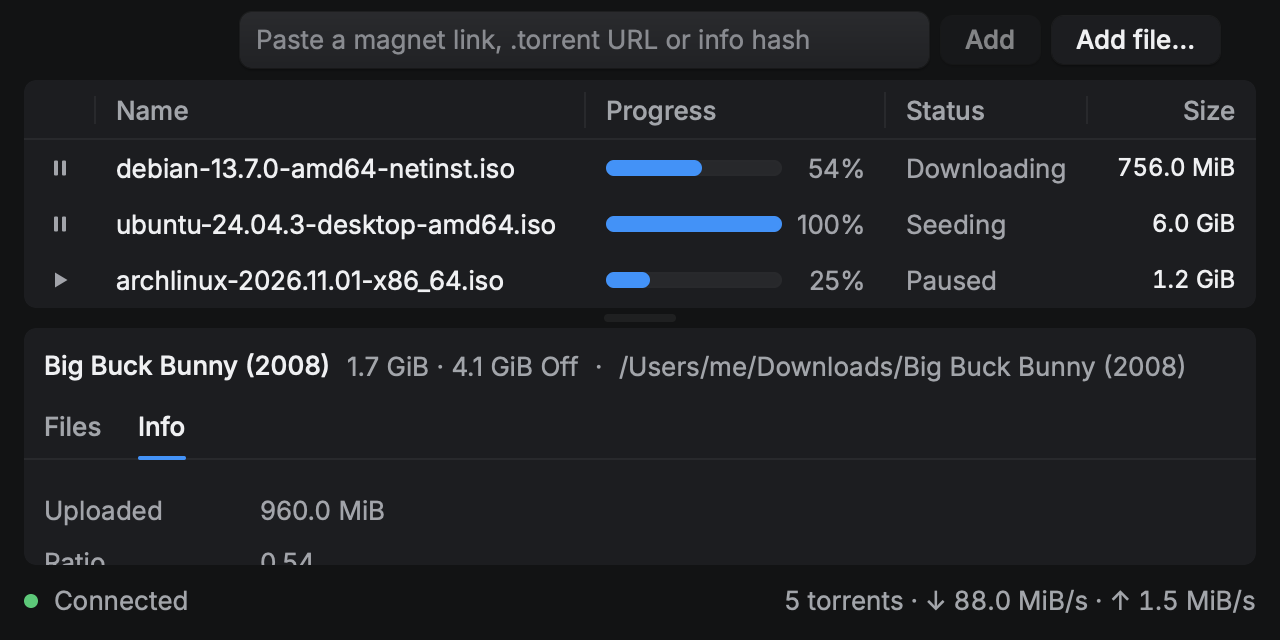 Paste a magnet link, .torrent URL or info hash Add Add file...
Name Progress Status Size
debian-13.7.0-amd64-netinst.iso 54% Downloading 756.0 MiB
ubuntu-24.04.3-desktop-amd64.iso 100% Seeding 6.0 GiB
archlinux-2026.11.01-x86_64.iso 25% Paused 1.2 GiB
Big Buck Bunny (2008) 1.7 GiB · 4.1 GiB Off · /Users/me/Downloads/Big Buck Bunny (2008)
Files Info
Uploaded 960.0 MiB
Ratio 0.54
Connected 5 torrents · ↓ 88.0 MiB/s · ↑ 1.5 MiB/s